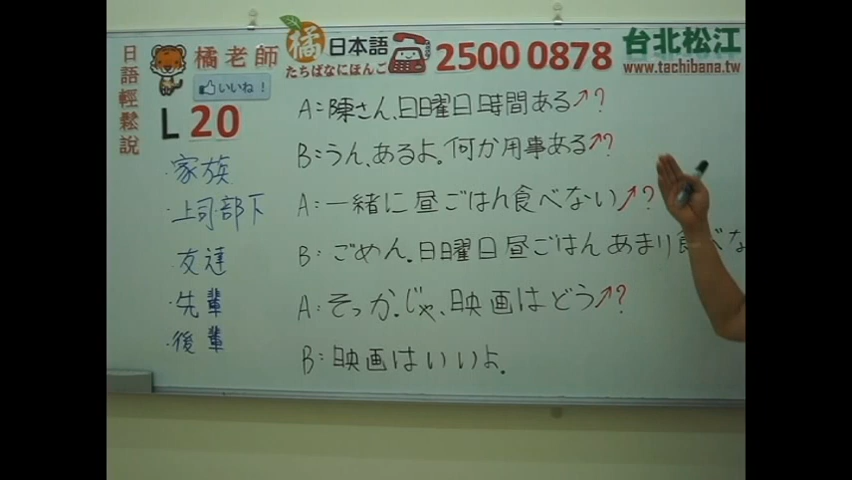 日語輕鬆說
橘老師
いいね！
L20
橘日本語
たちばなにほんご
2500 0878
台北松江
www.tachibana.tw
・家族
・上司・部下
・友達
・先輩
・後輩
A：陳さん、日曜日時間ある↗？
B：うん、あるよ。何か用事ある↗？
A：一緒に昼ごはん食べない↗？
B：ごめん。日曜日昼ごはんあまり食べな
A：そっか。じゃ、映画はどう↗？
B：映画はいいよ。